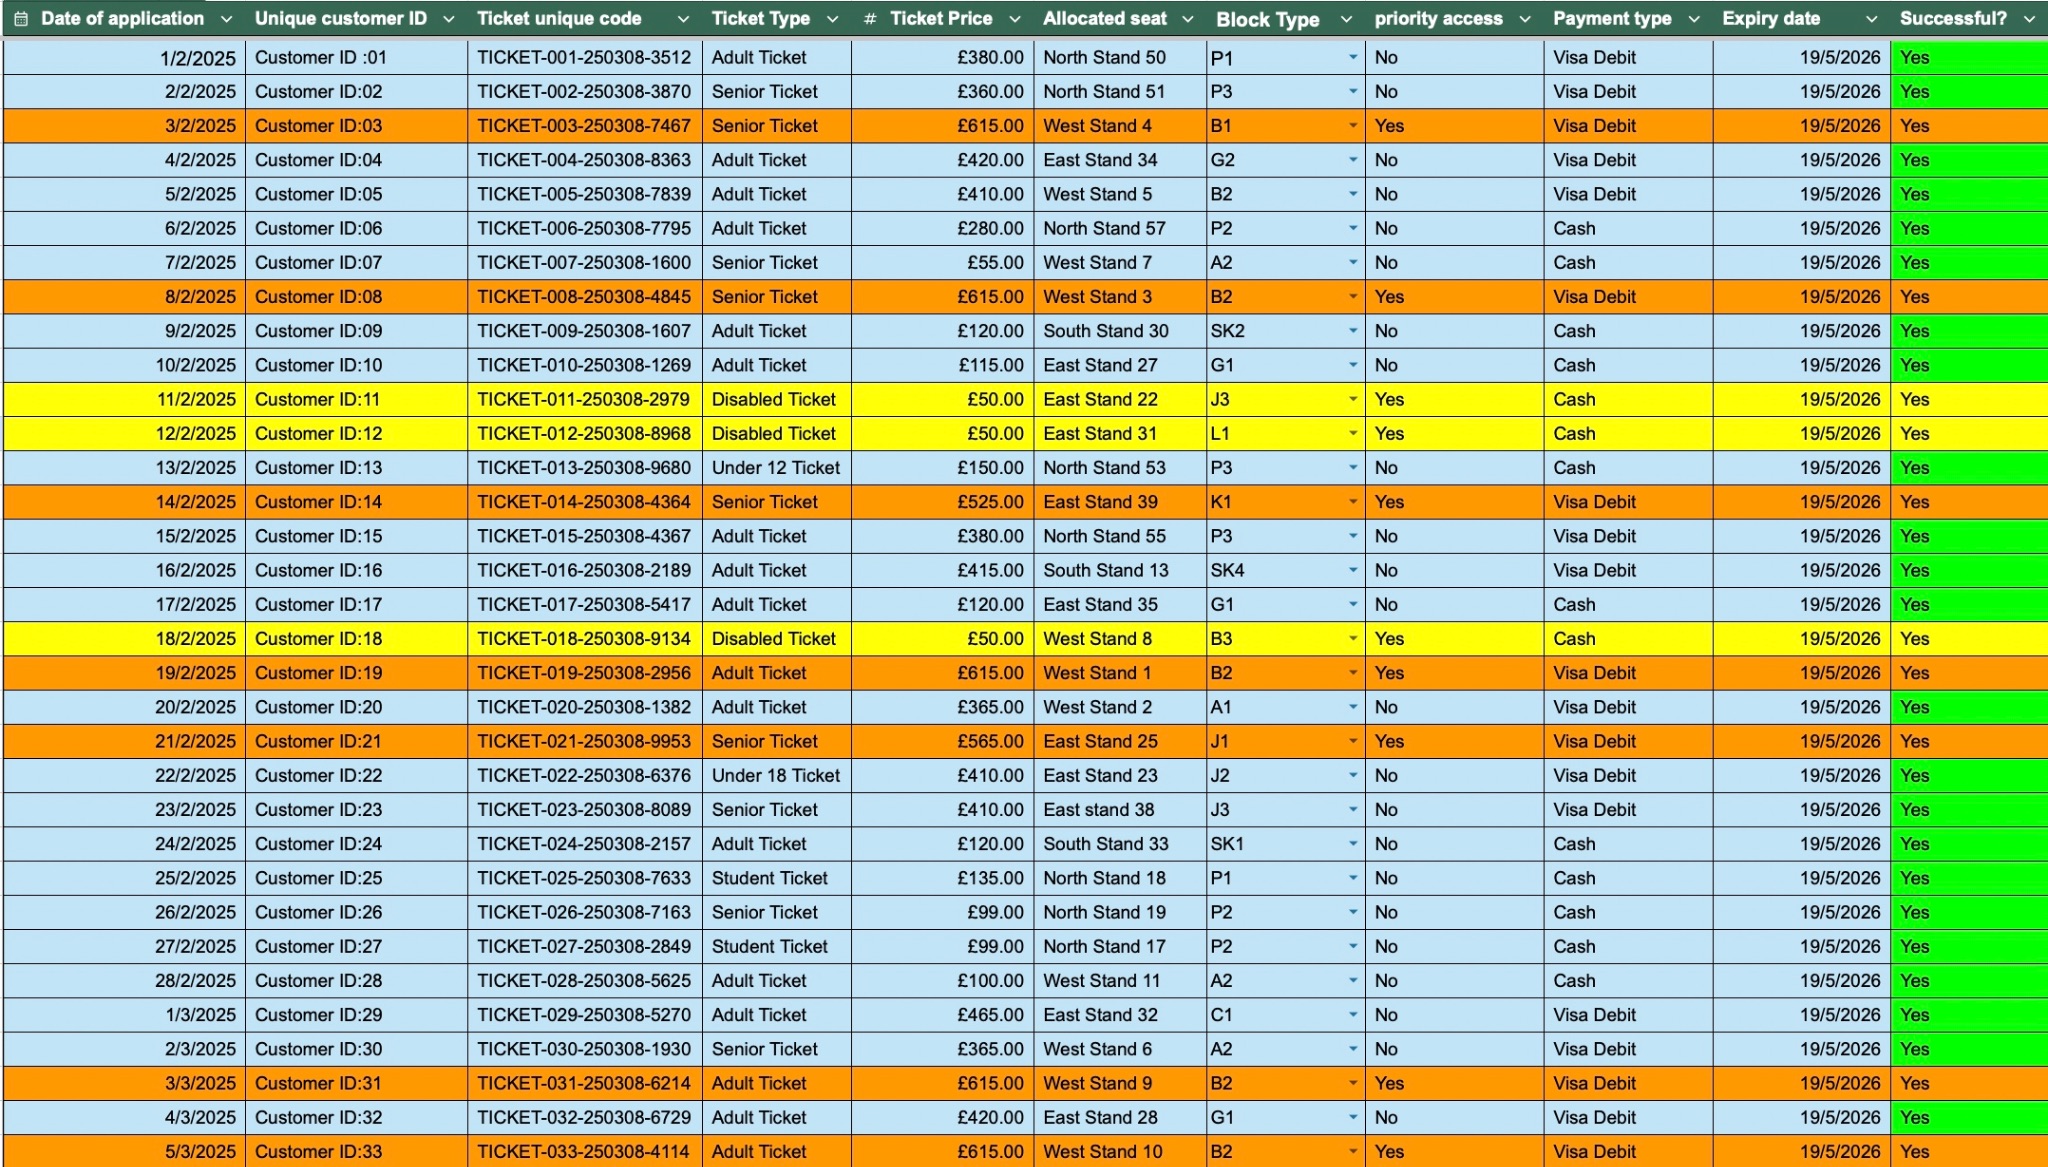 Date of application Unique customer ID Ticket unique code Ticket Type # Ticket Price Allocated seat Block Type priority access Payment type Expiry date Successful?
1/2/2025 Customer ID :01 TICKET-001-250308-3512 Adult Ticket £380.00 North Stand 50 P1 No Visa Debit 19/5/2026 Yes
2/2/2025 Customer ID:02 TICKET-002-250308-3870 Senior Ticket £360.00 North Stand 51 P3 No Visa Debit 19/5/2026 Yes
3/2/2025 Customer ID:03 TICKET-003-250308-7467 Senior Ticket £615.00 West Stand 4 B1 Yes Visa Debit 19/5/2026 Yes
4/2/2025 Customer ID:04 TICKET-004-250308-8363 Adult Ticket £420.00 East Stand 34 G2 No Visa Debit 19/5/2026 Yes
5/2/2025 Customer ID:05 TICKET-005-250308-7839 Adult Ticket £410.00 West Stand 5 B2 No Visa Debit 19/5/2026 Yes
6/2/2025 Customer ID:06 TICKET-006-250308-7795 Adult Ticket £280.00 North Stand 57 P2 No Cash 19/5/2026 Yes
7/2/2025 Customer ID:07 TICKET-007-250308-1600 Senior Ticket £55.00 West Stand 7 A2 No Cash 19/5/2026 Yes
8/2/2025 Customer ID:08 TICKET-008-250308-4845 Senior Ticket £615.00 West Stand 3 B2 Yes Visa Debit 19/5/2026 Yes
9/2/2025 Customer ID:09 TICKET-009-250308-1607 Adult Ticket £120.00 South Stand 30 SK2 No Cash 19/5/2026 Yes
10/2/2025 Customer ID:10 TICKET-010-250308-1269 Adult Ticket £115.00 East Stand 27 G1 No Cash 19/5/2026 Yes
11/2/2025 Customer ID:11 TICKET-011-250308-2979 Disabled Ticket £50.00 East Stand 22 J3 Yes Cash 19/5/2026 Yes
12/2/2025 Customer ID:12 TICKET-012-250308-8968 Disabled Ticket £50.00 East Stand 31 L1 Yes Cash 19/5/2026 Yes
13/2/2025 Customer ID:13 TICKET-013-250308-9680 Under 12 Ticket £150.00 North Stand 53 P3 No Cash 19/5/2026 Yes
14/2/2025 Customer ID:14 TICKET-014-250308-4364 Senior Ticket £525.00 East Stand 39 K1 Yes Visa Debit 19/5/2026 Yes
15/2/2025 Customer ID:15 TICKET-015-250308-4367 Adult Ticket £380.00 North Stand 55 P3 No Visa Debit 19/5/2026 Yes
16/2/2025 Customer ID:16 TICKET-016-250308-2189 Adult Ticket £415.00 South Stand 13 SK4 No Visa Debit 19/5/2026 Yes
17/2/2025 Customer ID:17 TICKET-017-250308-5417 Adult Ticket £120.00 East Stand 35 G1 No Cash 19/5/2026 Yes
18/2/2025 Customer ID:18 TICKET-018-250308-9134 Disabled Ticket £50.00 West Stand 8 B3 Yes Cash 19/5/2026 Yes
19/2/2025 Customer ID:19 TICKET-019-250308-2956 Adult Ticket £615.00 West Stand 1 B2 Yes Visa Debit 19/5/2026 Yes
20/2/2025 Customer ID:20 TICKET-020-250308-1382 Adult Ticket £365.00 West Stand 2 A1 No Visa Debit 19/5/2026 Yes
21/2/2025 Customer ID:21 TICKET-021-250308-9953 Senior Ticket £565.00 East Stand 25 J1 Yes Visa Debit 19/5/2026 Yes
22/2/2025 Customer ID:22 TICKET-022-250308-6376 Under 18 Ticket £410.00 East Stand 23 J2 No Visa Debit 19/5/2026 Yes
23/2/2025 Customer ID:23 TICKET-023-250308-8089 Senior Ticket £410.00 East stand 38 J3 No Visa Debit 19/5/2026 Yes
24/2/2025 Customer ID:24 TICKET-024-250308-2157 Adult Ticket £120.00 South Stand 33 SK1 No Cash 19/5/2026 Yes
25/2/2025 Customer ID:25 TICKET-025-250308-7633 Student Ticket £135.00 North Stand 18 P1 No Cash 19/5/2026 Yes
26/2/2025 Customer ID:26 TICKET-026-250308-7163 Senior Ticket £99.00 North Stand 19 P2 No Cash 19/5/2026 Yes
27/2/2025 Customer ID:27 TICKET-027-250308-2849 Student Ticket £99.00 North Stand 17 P2 No Cash 19/5/2026 Yes
28/2/2025 Customer ID:28 TICKET-028-250308-5625 Adult Ticket £100.00 West Stand 11 A2 No Cash 19/5/2026 Yes
1/3/2025 Customer ID:29 TICKET-029-250308-5270 Adult Ticket £465.00 East Stand 32 C1 No Visa Debit 19/5/2026 Yes
2/3/2025 Customer ID:30 TICKET-030-250308-1930 Senior Ticket £365.00 West Stand 6 A2 No Visa Debit 19/5/2026 Yes
3/3/2025 Customer ID:31 TICKET-031-250308-6214 Adult Ticket £615.00 West Stand 9 B2 Yes Visa Debit 19/5/2026 Yes
4/3/2025 Customer ID:32 TICKET-032-250308-6729 Adult Ticket £420.00 East Stand 28 G1 No Visa Debit 19/5/2026 Yes
5/3/2025 Customer ID:33 TICKET-033-250308-4114 Adult Ticket £615.00 West Stand 10 B2 Yes Visa Debit 19/5/2026 Yes